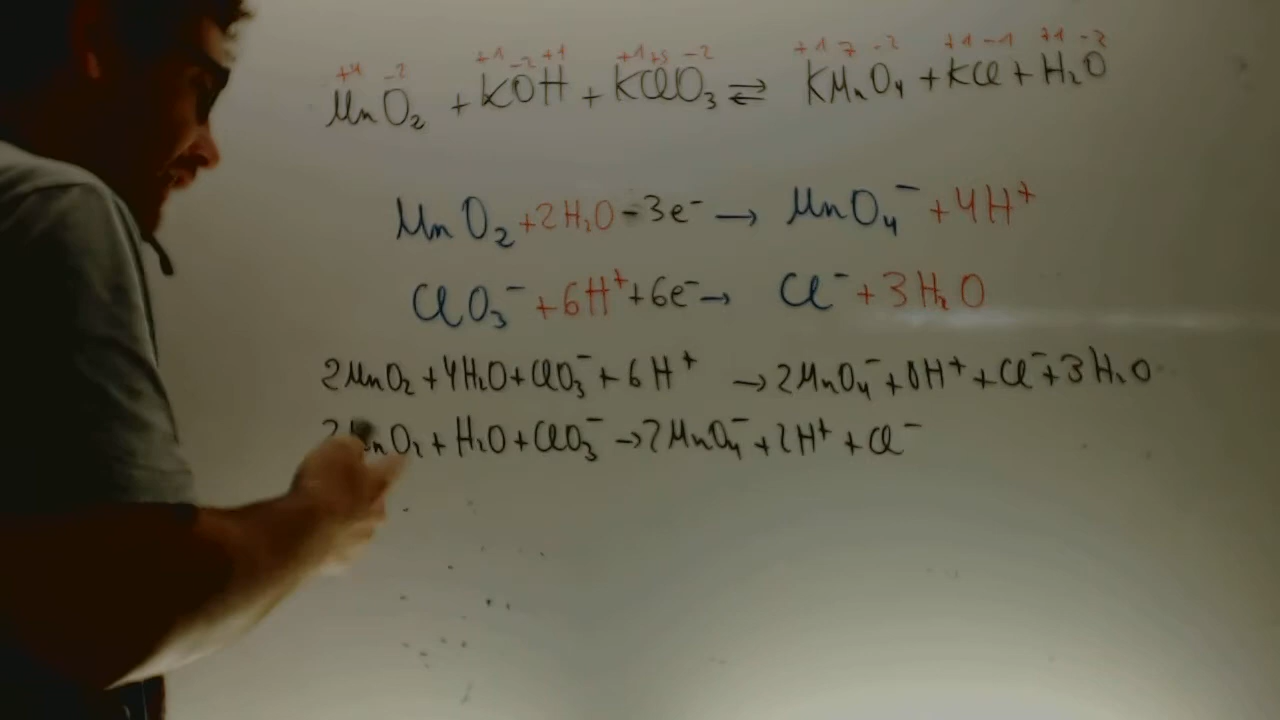 +4 -2 +1 -2 +1 +1 +5 -2 +1 7 -2 +1 -1 +1 -2
MnO₂ + KOH + KClO₃ ⇌ KMnO₄ + KCl + H₂O
MnO₂ + 2H₂O - 3e⁻ → MnO₄⁻ + 4H⁺
ClO₃⁻ + 6H⁺ + 6e⁻ → Cl⁻ + 3H₂O
2MnO₂ + 4H₂O + ClO₃⁻ + 6H⁺ → 2MnO₄⁻ + 8H⁺ + Cl⁻ + 3H₂O
2MnO₂ + H₂O + ClO₃⁻ → 2MnO₄⁻ + 2H⁺ + Cl⁻